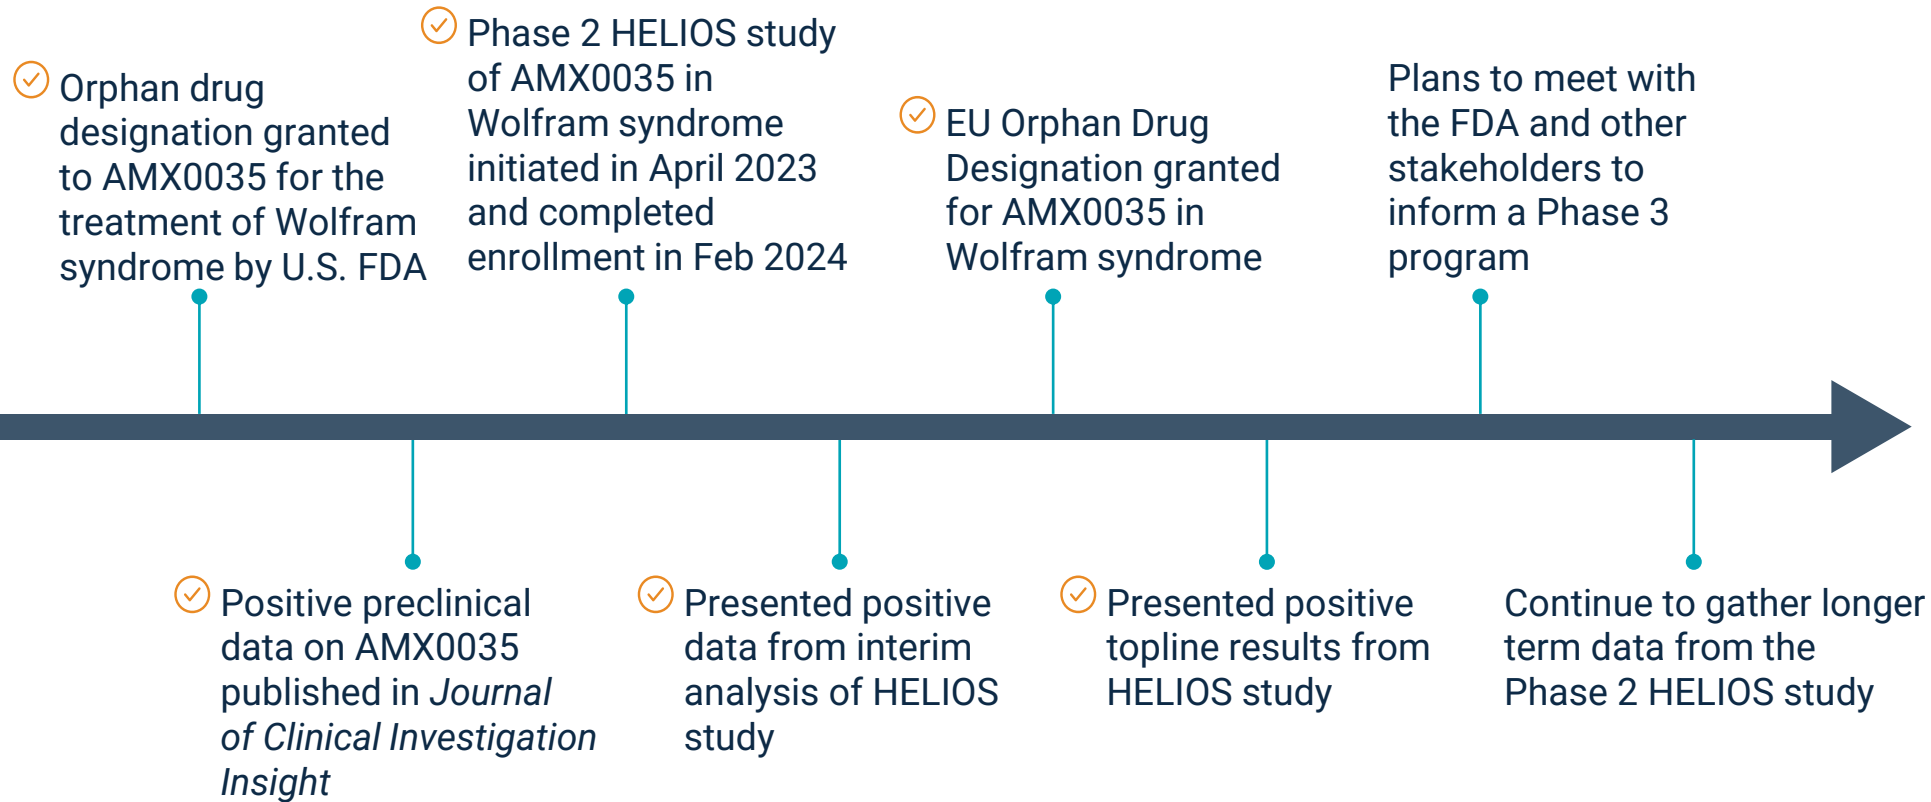 Orphan drug
designation granted
to AMX0035 for the
treatment of Wolfram
syndrome by U.S. FDA
Phase 2 HELIOS study
of AMX0035 in
Wolfram syndrome
initiated in April 2023
and completed
enrollment in Feb 2024
EU Orphan Drug
Designation granted
for AMX0035 in
Wolfram syndrome
Plans to meet with
the FDA and other
stakeholders to
inform a Phase 3
program
Positive preclinical
data on AMX0035
published in Journal
of Clinical Investigation
Insight
Presented positive
data from interim
analysis of HELIOS
study
Presented positive
topline results from
HELIOS study
Continue to gather longer
term data from the
Phase 2 HELIOS study